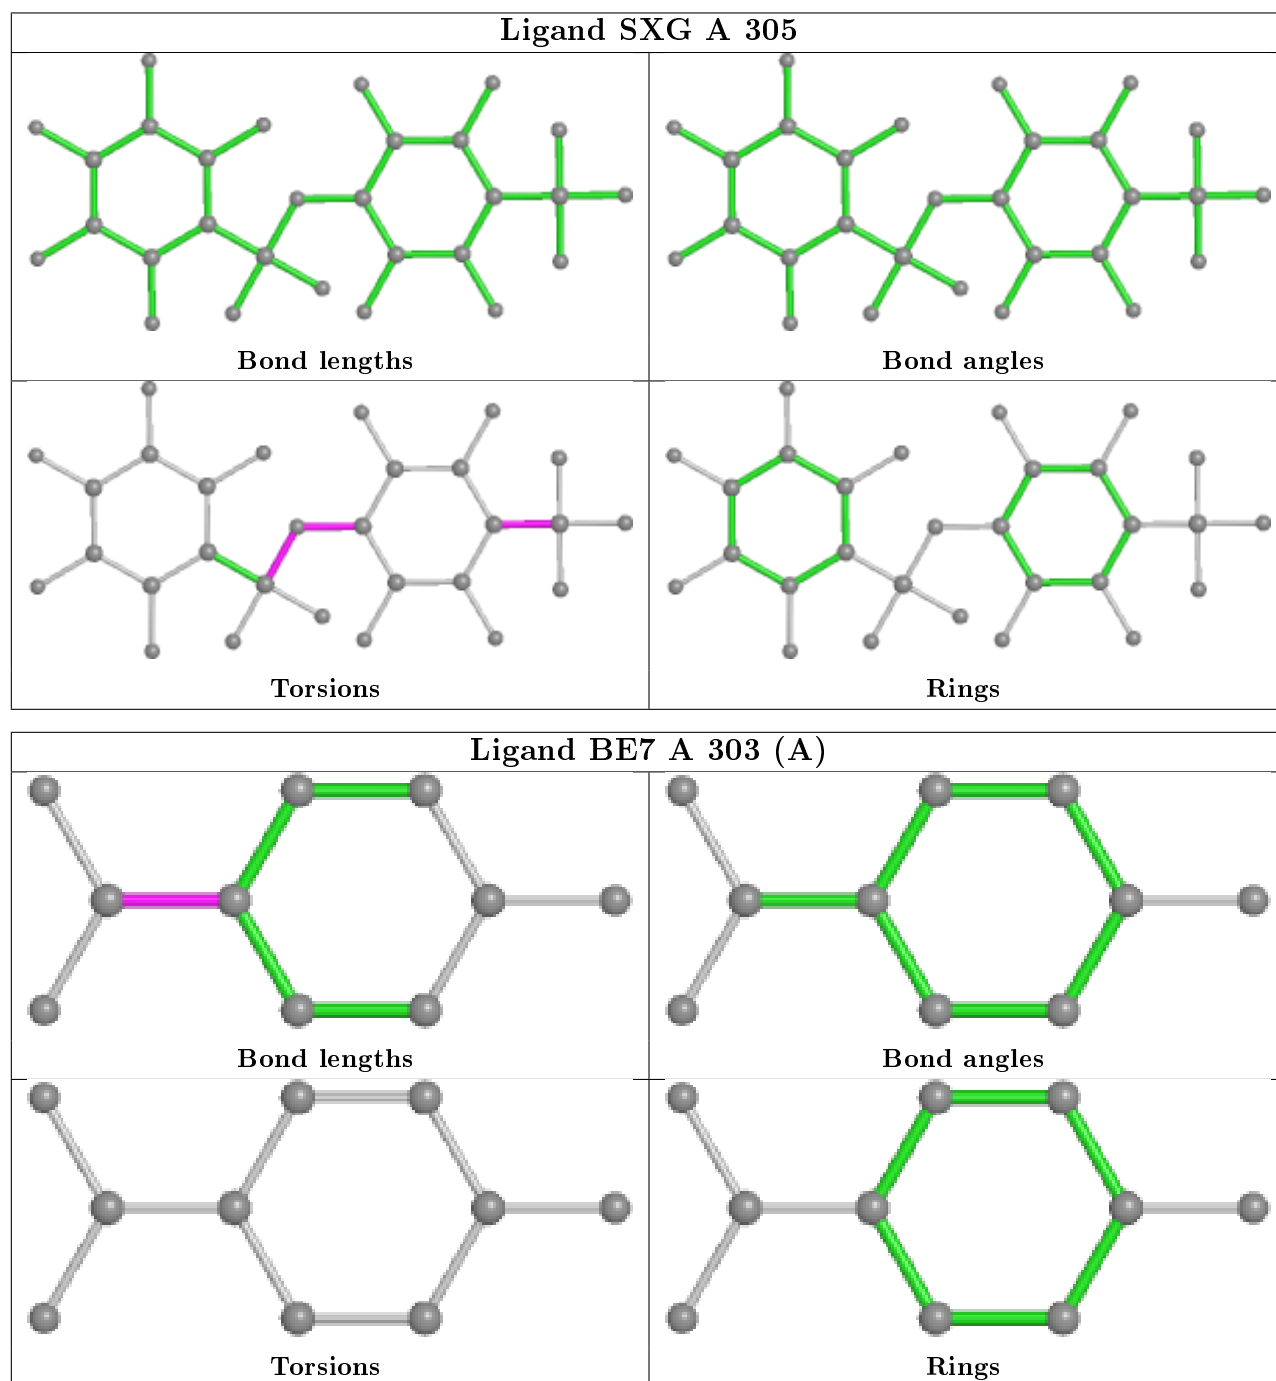 Ligand SXG A 305
Bond lengths
Bond angles
Torsions
Rings
Ligand BE7 A 303 (A)
Bond lengths
Bond angles
Torsions
Rings